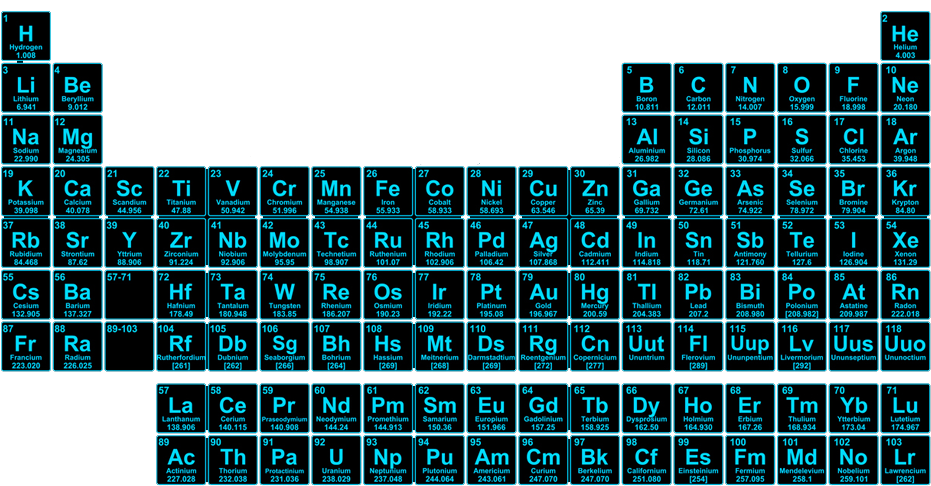 1 2
H He
Hydrogen Helium
1.008 4.003
3 4 5 6 7 8 9 10
Li Be B C N O F Ne
Lithium Beryllium Boron Carbon Nitrogen Oxygen Fluorine Neon
6.941 9.012 10.811 12.011 14.007 15.999 18.998 20.180
11 12 13 14 15 16 17 18
Na Mg Al Si P S Cl Ar
Sodium Magnesium Aluminium Silicon Phosphorus Sulfur Chlorine Argon
22.990 24.305 26.982 28.086 30.974 32.066 35.453 39.948
19 20 21 22 23 24 25 26 27 28 29 30 31 32 33 34 35 36
K Ca Sc Ti V Cr Mn Fe Co Ni Cu Zn Ga Ge As Se Br Kr
Potassium Calcium Scandium Titanium Vanadium Chromium Manganese Iron Cobalt Nickel Copper Zinc Gallium Germanium Arsenic Selenium Bromine Krypton
39.098 40.078 44.956 47.88 50.942 51.996 54.938 55.933 58.933 58.693 63.546 65.39 69.732 72.61 74.922 78.972 79.904 84.80
37 38 39 40 41 42 43 44 45 46 47 48 49 50 51 52 53 54
Rb Sr Y Zr Nb Mo Tc Ru Rh Pd Ag Cd In Sn Sb Te I Xe
Rubidium Strontium Yttrium Zirconium Niobium Molybdenum Technetium Ruthenium Rhodium Palladium Silver Cadmium Indium Tin Antimony Tellurium Iodine Xenon
84.468 87.62 88.906 91.224 92.906 95.95 98.907 101.07 102.906 106.42 107.868 112.411 114.818 118.71 121.760 127.6 126.904 131.29
55 56 57-71 72 73 74 75 76 77 78 79 80 81 82 83 84 85 86
Cs Ba Hf Ta W Re Os Ir Pt Au Hg Tl Pb Bi Po At Rn
Cesium Barium Hafnium Tantalum Tungsten Rhenium Osmium Iridium Platinum Gold Mercury Thallium Lead Bismuth Polonium Astatine Radon
132.905 137.327 178.49 180.948 183.85 186.207 190.23 192.22 195.08 196.967 200.59 204.383 207.2 208.980 [208.982] 209.987 222.018
87 88 89-103 104 105 106 107 108 109 110 111 112 113 114 115 116 117 118
Fr Ra Rf Db Sg Bh Hs Mt Ds Rg Cn Uut Fl Uup Lv Uus Uuo
Francium Radium Rutherfordium Dubnium Seaborgium Bohrium Hassium Meitnerium Darmstadtium Roentgenium Copernicium Ununtrium Flerovium Ununpentium Livermorium Ununseptium Ununoctium
223.020 226.025 [261] [262] [266] [264] [269] [268] [269] [272] [277] [289] [292]
57 58 59 60 61 62 63 64 65 66 67 68 69 70 71
La Ce Pr Nd Pm Sm Eu Gd Tb Dy Ho Er Tm Yb Lu
Lanthanum Cerium Praseodymium Neodymium Promethium Samarium Europium Gadolinium Terbium Dysprosium Holmium Erbium Thulium Ytterbium Lutetium
138.906 140.115 140.908 144.24 144.913 150.36 151.966 157.25 158.925 162.50 164.930 167.26 168.934 173.04 174.967
89 90 91 92 93 94 95 96 97 98 99 100 101 102 103
Ac Th Pa U Np Pu Am Cm Bk Cf Es Fm Md No Lr
Actinium Thorium Protactinium Uranium Neptunium Plutonium Americium Curium Berkelium Californium Einsteinium Fermium Mendelevium Nobelium Lawrencium
227.028 232.038 231.036 238.029 237.048 244.064 243.061 247.070 247.070 251.080 [254] 257.095 258.1 259.101 [262]